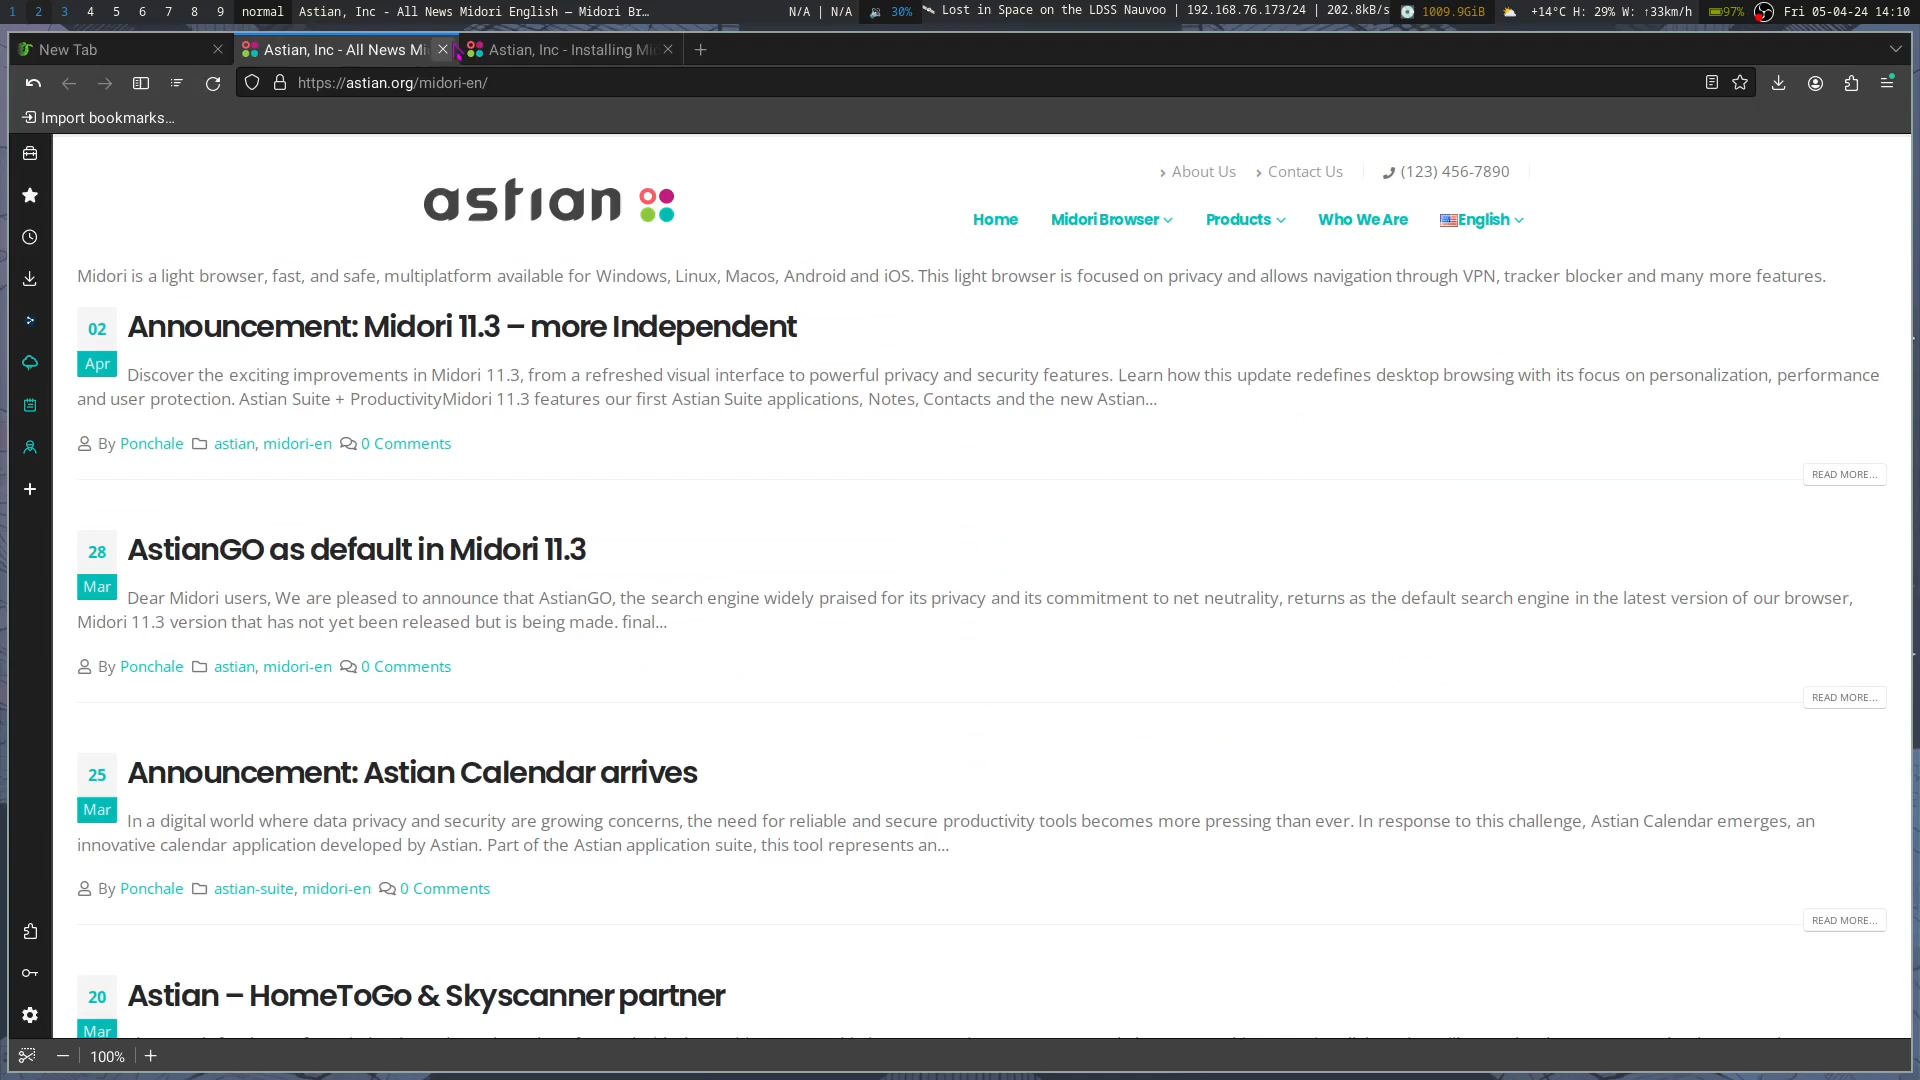 1 2 3 4 5 6 7 8 9 normal Astian, Inc - All News Midori English — Midori Br… N/A | N/A 30% Lost in Space on the LDSS Nauvoo | 192.168.76.173/24 | 202.8kB/s 1009.9GiB +14°C H: 29% W: ↑33km/h 97% Fri 05-04-24 14:10
New Tab Astian, Inc - All News Mi Astian, Inc - Installing Mi
https://astian.org/midori-en/
Import bookmarks...
About Us Contact Us (123) 456-7890
astian
Home Midori Browser Products Who We Are English
Midori is a light browser, fast, and safe, multiplatform available for Windows, Linux, Macos, Android and iOS. This light browser is focused on privacy and allows navigation through VPN, tracker blocker and many more features.
02 Announcement: Midori 11.3 – more Independent
Apr
Discover the exciting improvements in Midori 11.3, from a refreshed visual interface to powerful privacy and security features. Learn how this update redefines desktop browsing with its focus on personalization, performance
and user protection. Astian Suite + ProductivityMidori 11.3 features our first Astian Suite applications, Notes, Contacts and the new Astian...
By Ponchale astian, midori-en 0 Comments
READ MORE...
28 AstianGO as default in Midori 11.3
Mar
Dear Midori users, We are pleased to announce that AstianGO, the search engine widely praised for its privacy and its commitment to net neutrality, returns as the default search engine in the latest version of our browser,
Midori 11.3 version that has not yet been released but is being made. final...
By Ponchale astian, midori-en 0 Comments
READ MORE...
25 Announcement: Astian Calendar arrives
Mar
In a digital world where data privacy and security are growing concerns, the need for reliable and secure productivity tools becomes more pressing than ever. In response to this challenge, Astian Calendar emerges, an
innovative calendar application developed by Astian. Part of the Astian application suite, this tool represents an...
By Ponchale astian-suite, midori-en 0 Comments
READ MORE...
20 Astian – HomeToGo & Skyscanner partner
Mar
100%